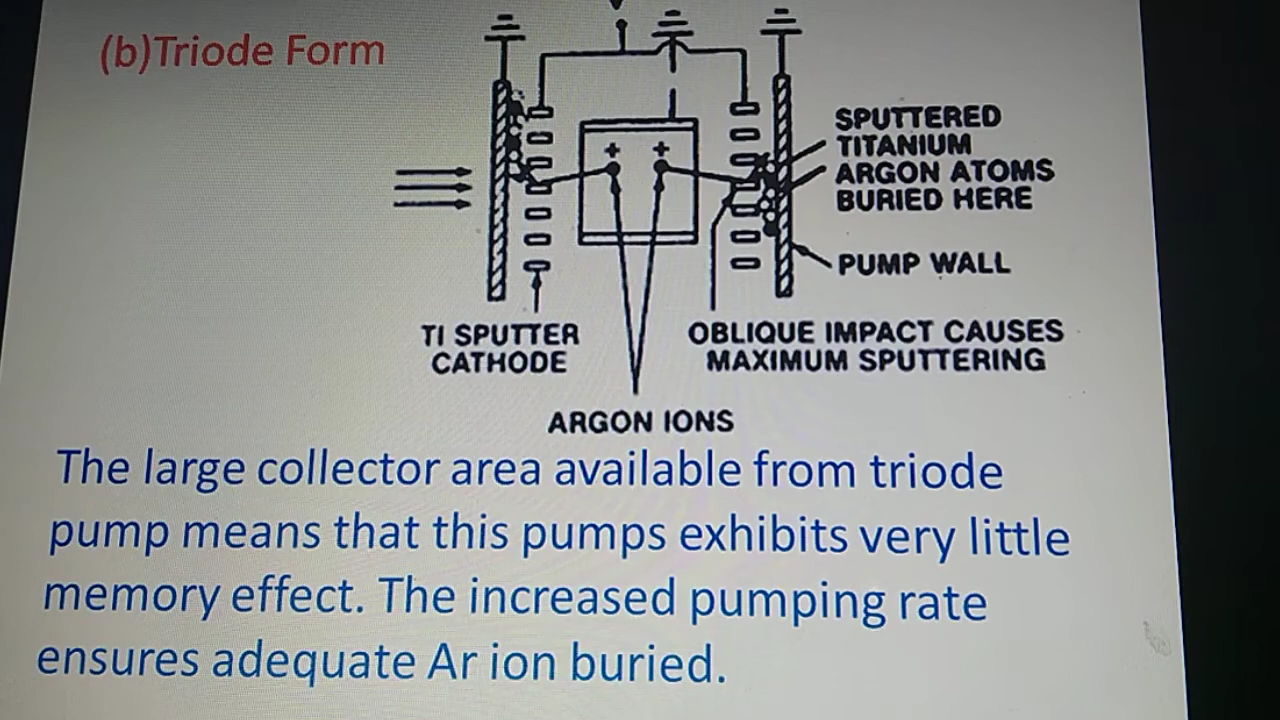 (b)Triode Form
+ +
SPUTTERED
TITANIUM
ARGON ATOMS
BURIED HERE
PUMP WALL
TI SPUTTER
CATHODE
OBLIQUE IMPACT CAUSES
MAXIMUM SPUTTERING
ARGON IONS
The large collector area available from triode
pump means that this pumps exhibits very little
memory effect. The increased pumping rate
ensures adequate Ar ion buried.